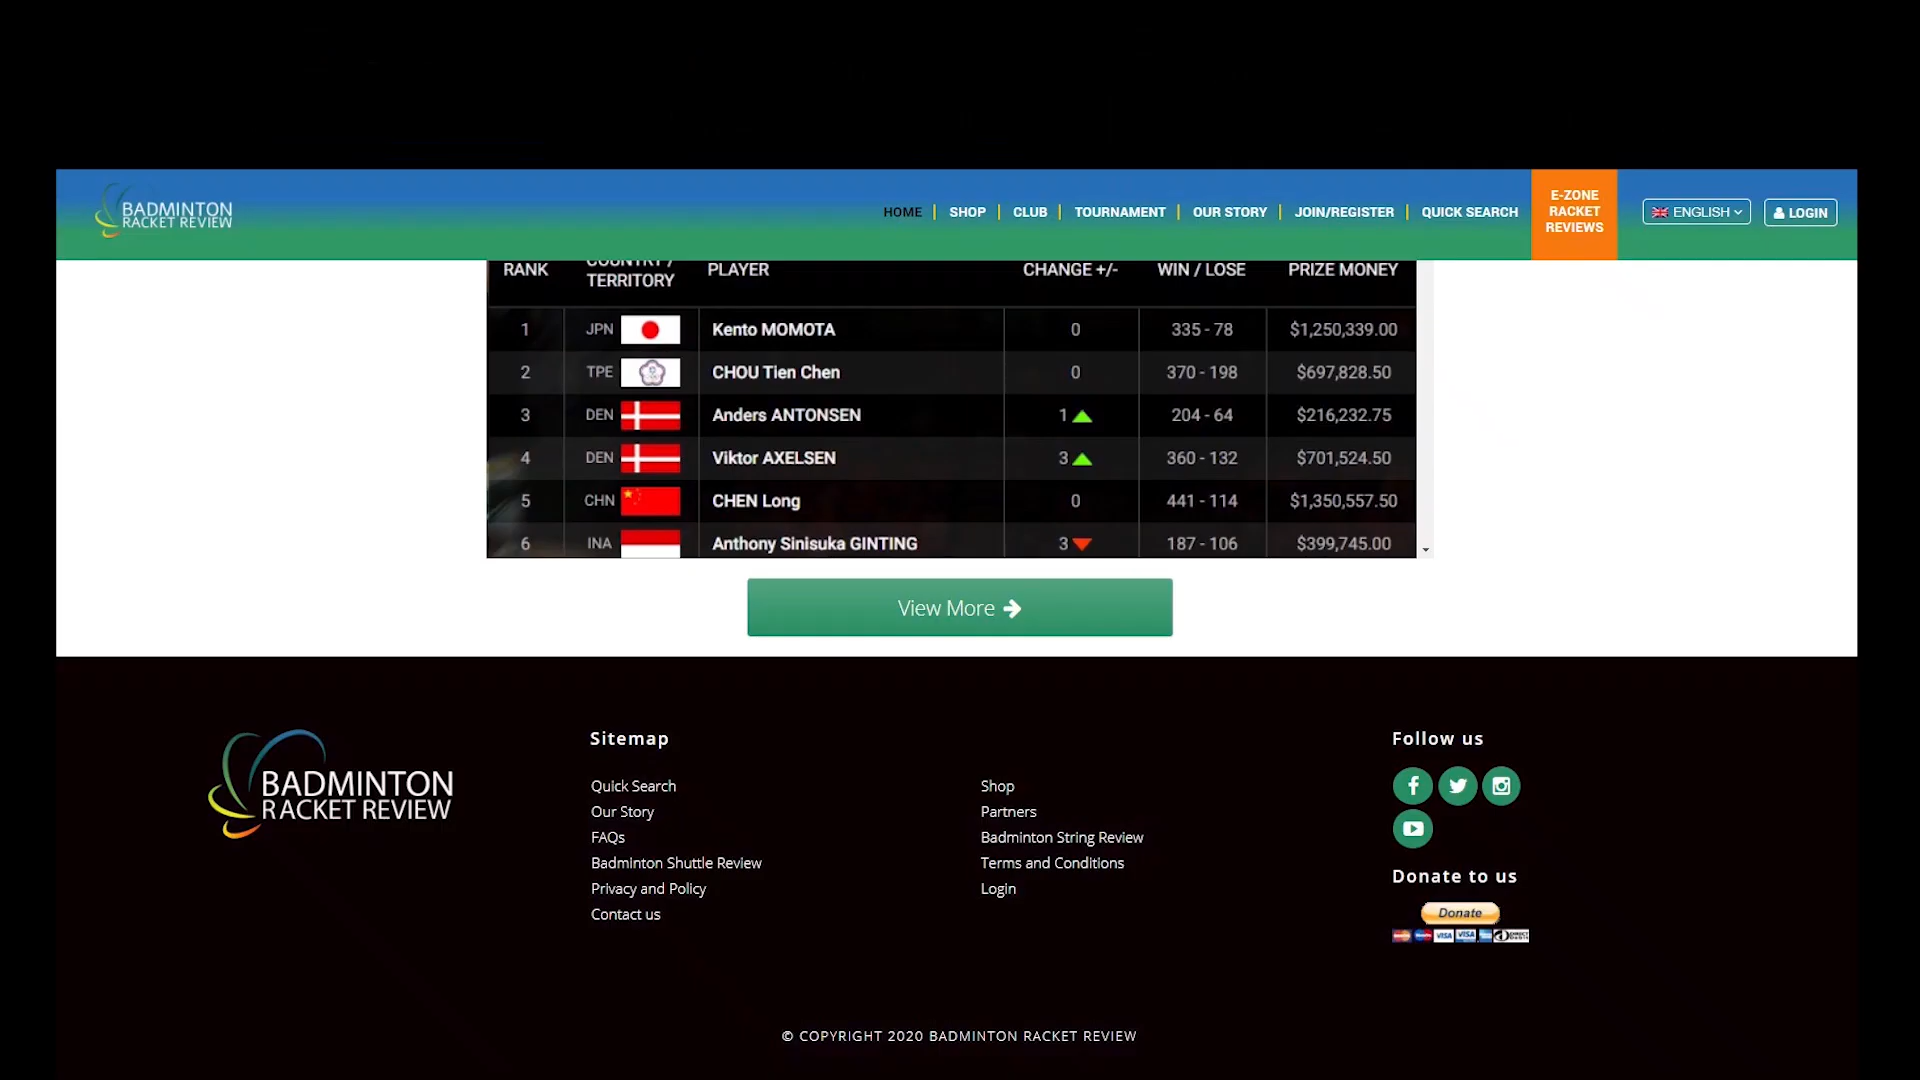 BADMINTON
RACKET REVIEW
HOME
SHOP
CLUB
TOURNAMENT
OUR STORY
JOIN/REGISTER
QUICK SEARCH
E-ZONE
RACKET
REVIEWS
ENGLISH
LOGIN
RANK COUNTRY / TERRITORY PLAYER CHANGE +/- WIN / LOSE PRIZE MONEY
1 JPN Kento MOMOTA 0 335 - 78 $1,250,339.00
2 TPE CHOU Tien Chen 0 370 - 198 $697,828.50
3 DEN Anders ANTONSEN 1 204 - 64 $216,232.75
4 DEN Viktor AXELSEN 3 360 - 132 $701,524.50
5 CHN CHEN Long 0 441 - 114 $1,350,557.50
6 INA Anthony Sinisuka GINTING 3 187 - 106 $399,745.00
View More
BADMINTON
RACKET REVIEW
Sitemap
Quick Search
Our Story
FAQs
Badminton Shuttle Review
Privacy and Policy
Contact us
Shop
Partners
Badminton String Review
Terms and Conditions
Login
Follow us
Donate to us
Donate
VISA VISA
© COPYRIGHT 2020 BADMINTON RACKET REVIEW